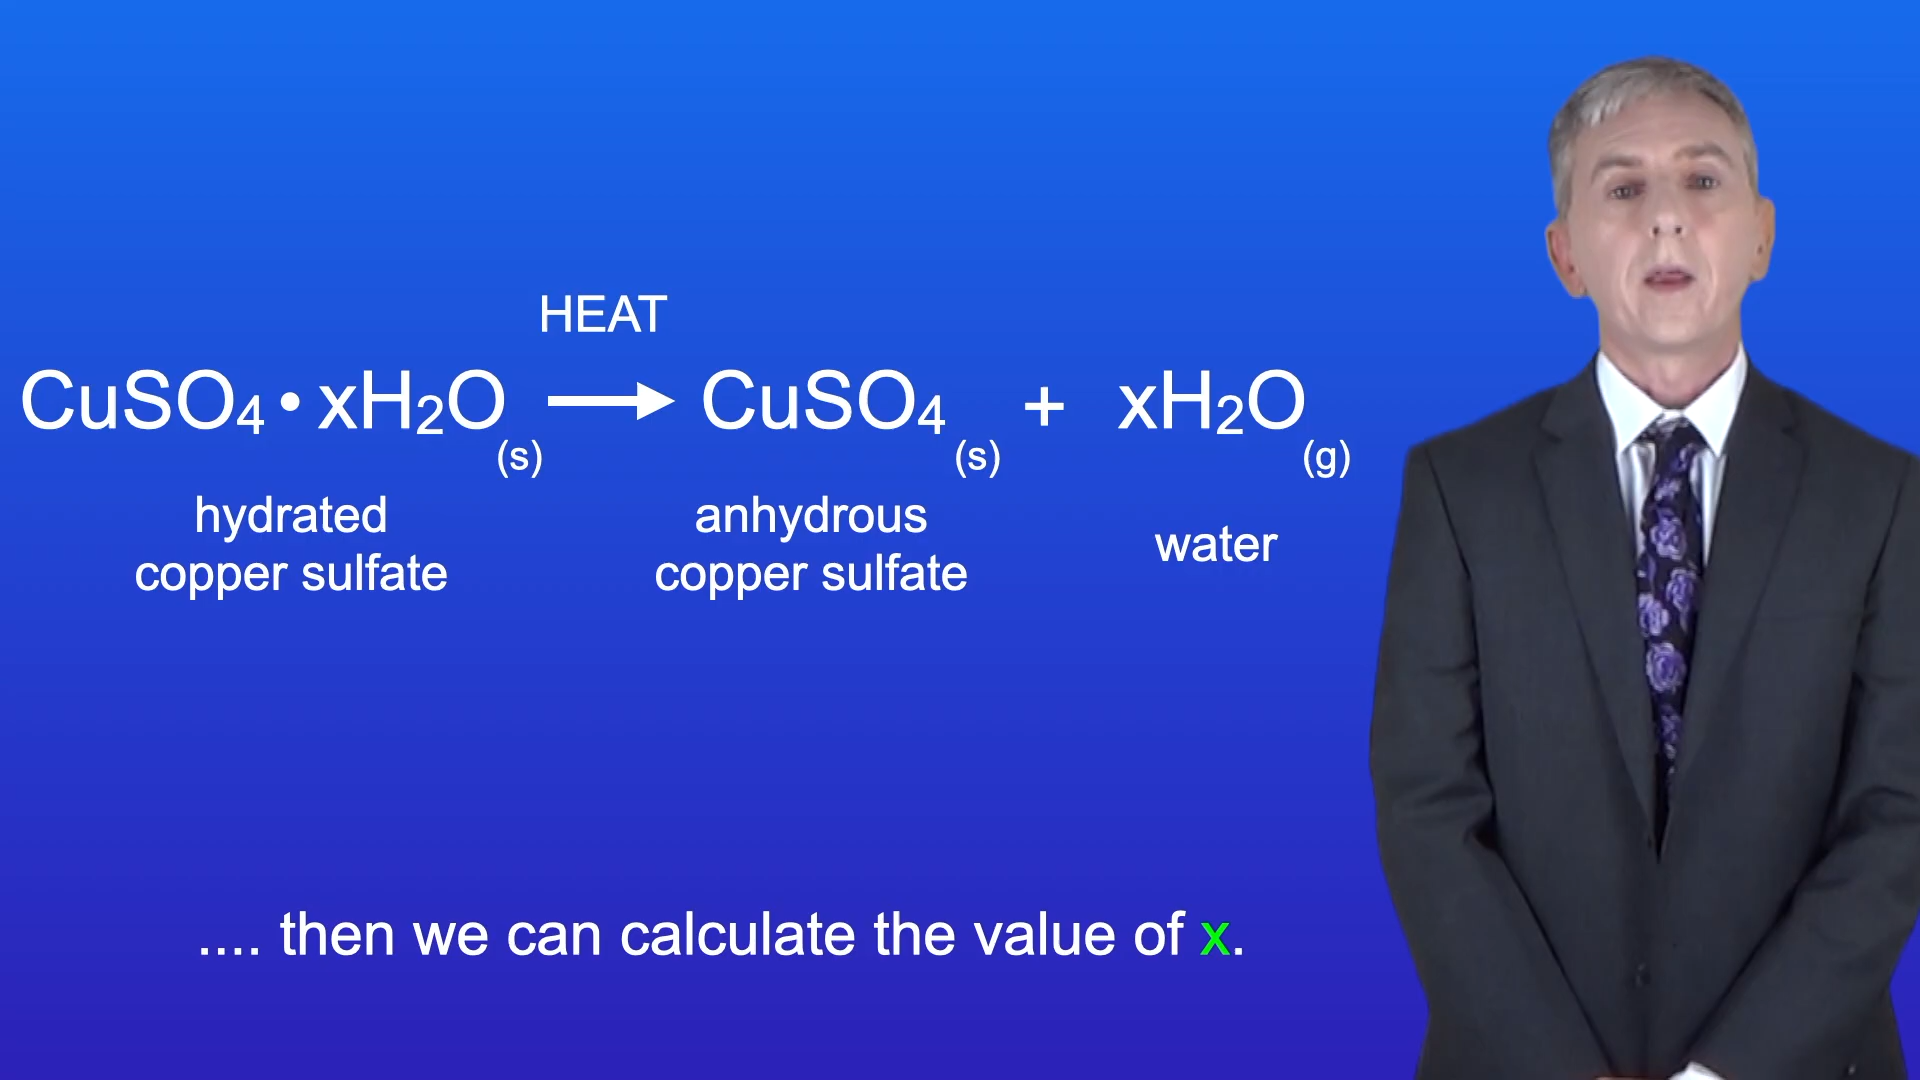 HEAT
CuSO₄ • xH₂O (s) ⟶ CuSO₄ (s) + xH₂O (g)
hydrated copper sulfate
anhydrous copper sulfate
water
.... then we can calculate the value of x.